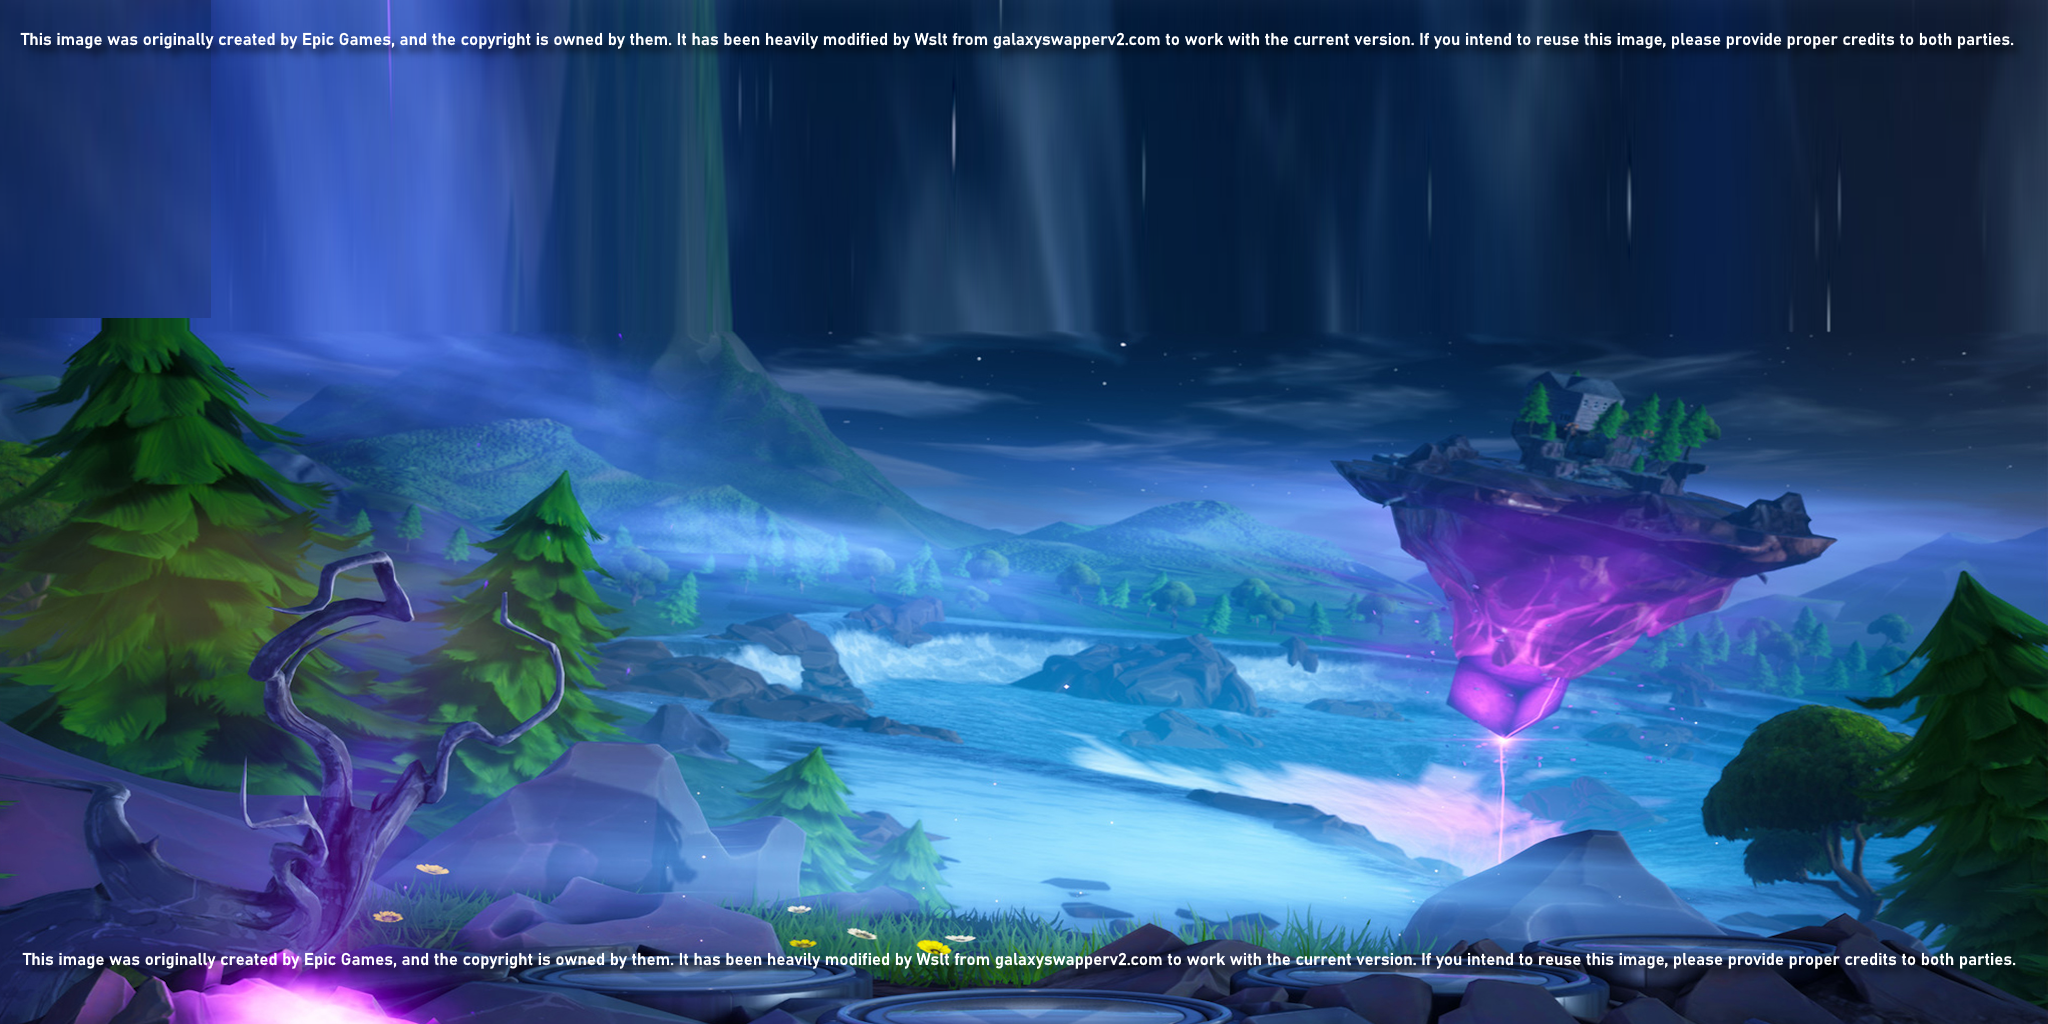 This image was originally created by Epic Games, and the copyright is owned by them. It has been heavily modified by Wslt from galaxyswapperv2.com to work with the current version. If you intend to reuse this image, please provide proper credits to both parties.
This image was originally created by Epic Games, and the copyright is owned by them. It has been heavily modified by Wslt from galaxyswapperv2.com to work with the current version. If you intend to reuse this image, please provide proper credits to both parties.